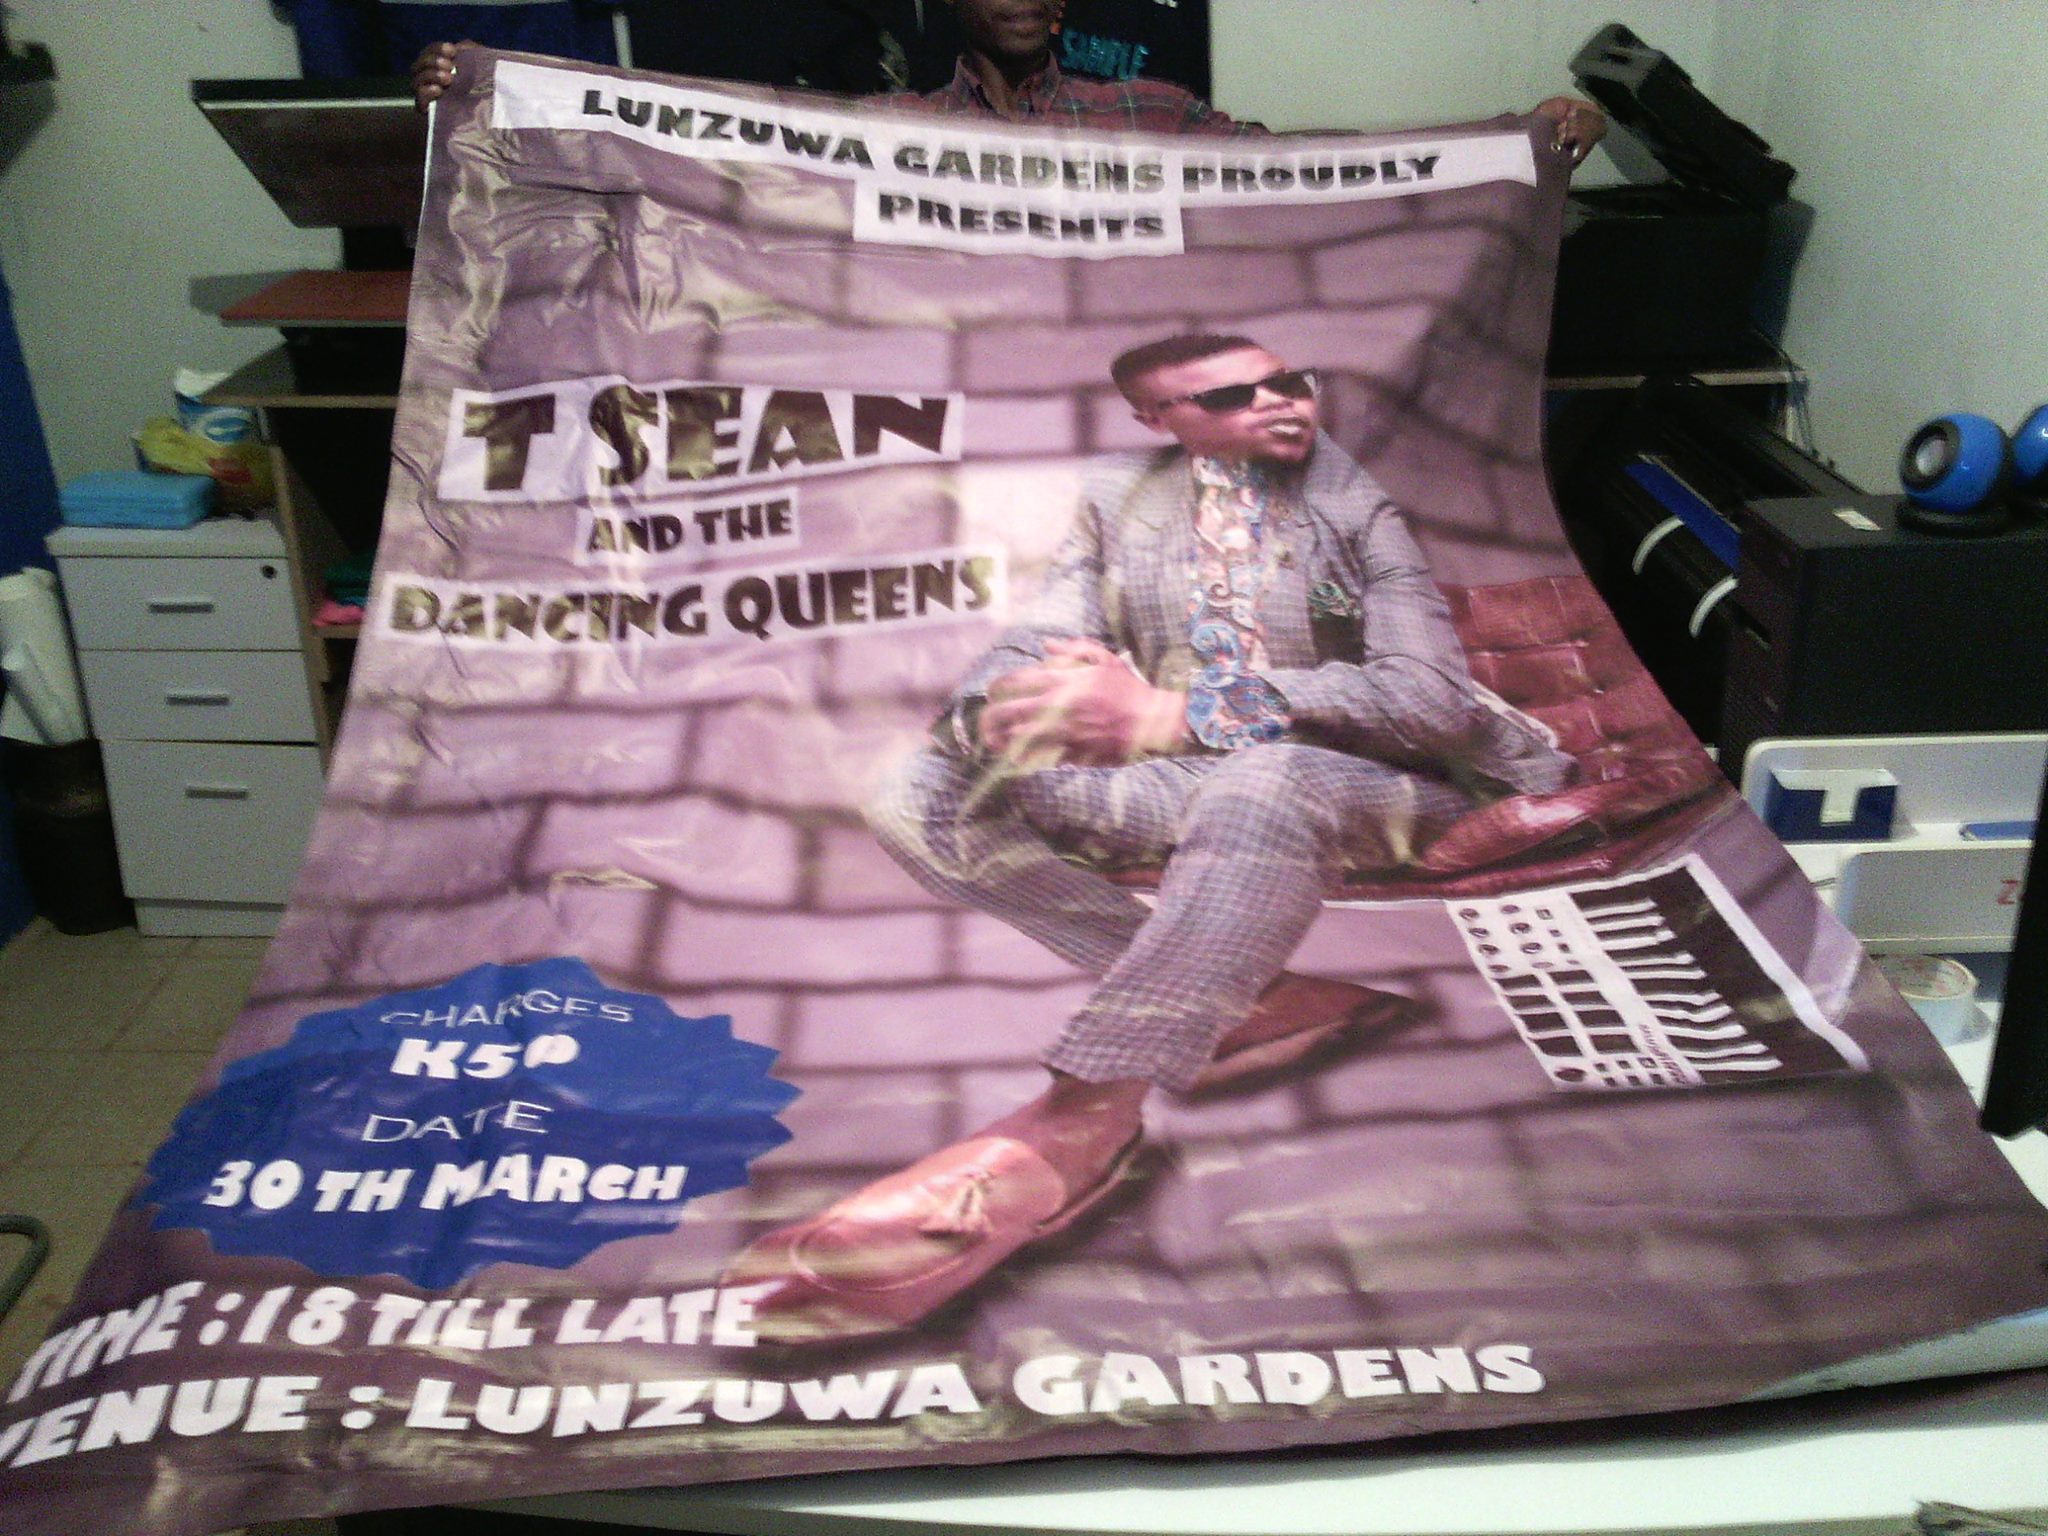 SAMPLE
LUNZUWA GARDENS PROUDLY
PRESENTS
T SEAN
AND THE
DANCING QUEENS
CHARGES
K50
DATE
30 TH MARCH
TIME :18 TILL LATE
VENUE : LUNZUWA GARDENS